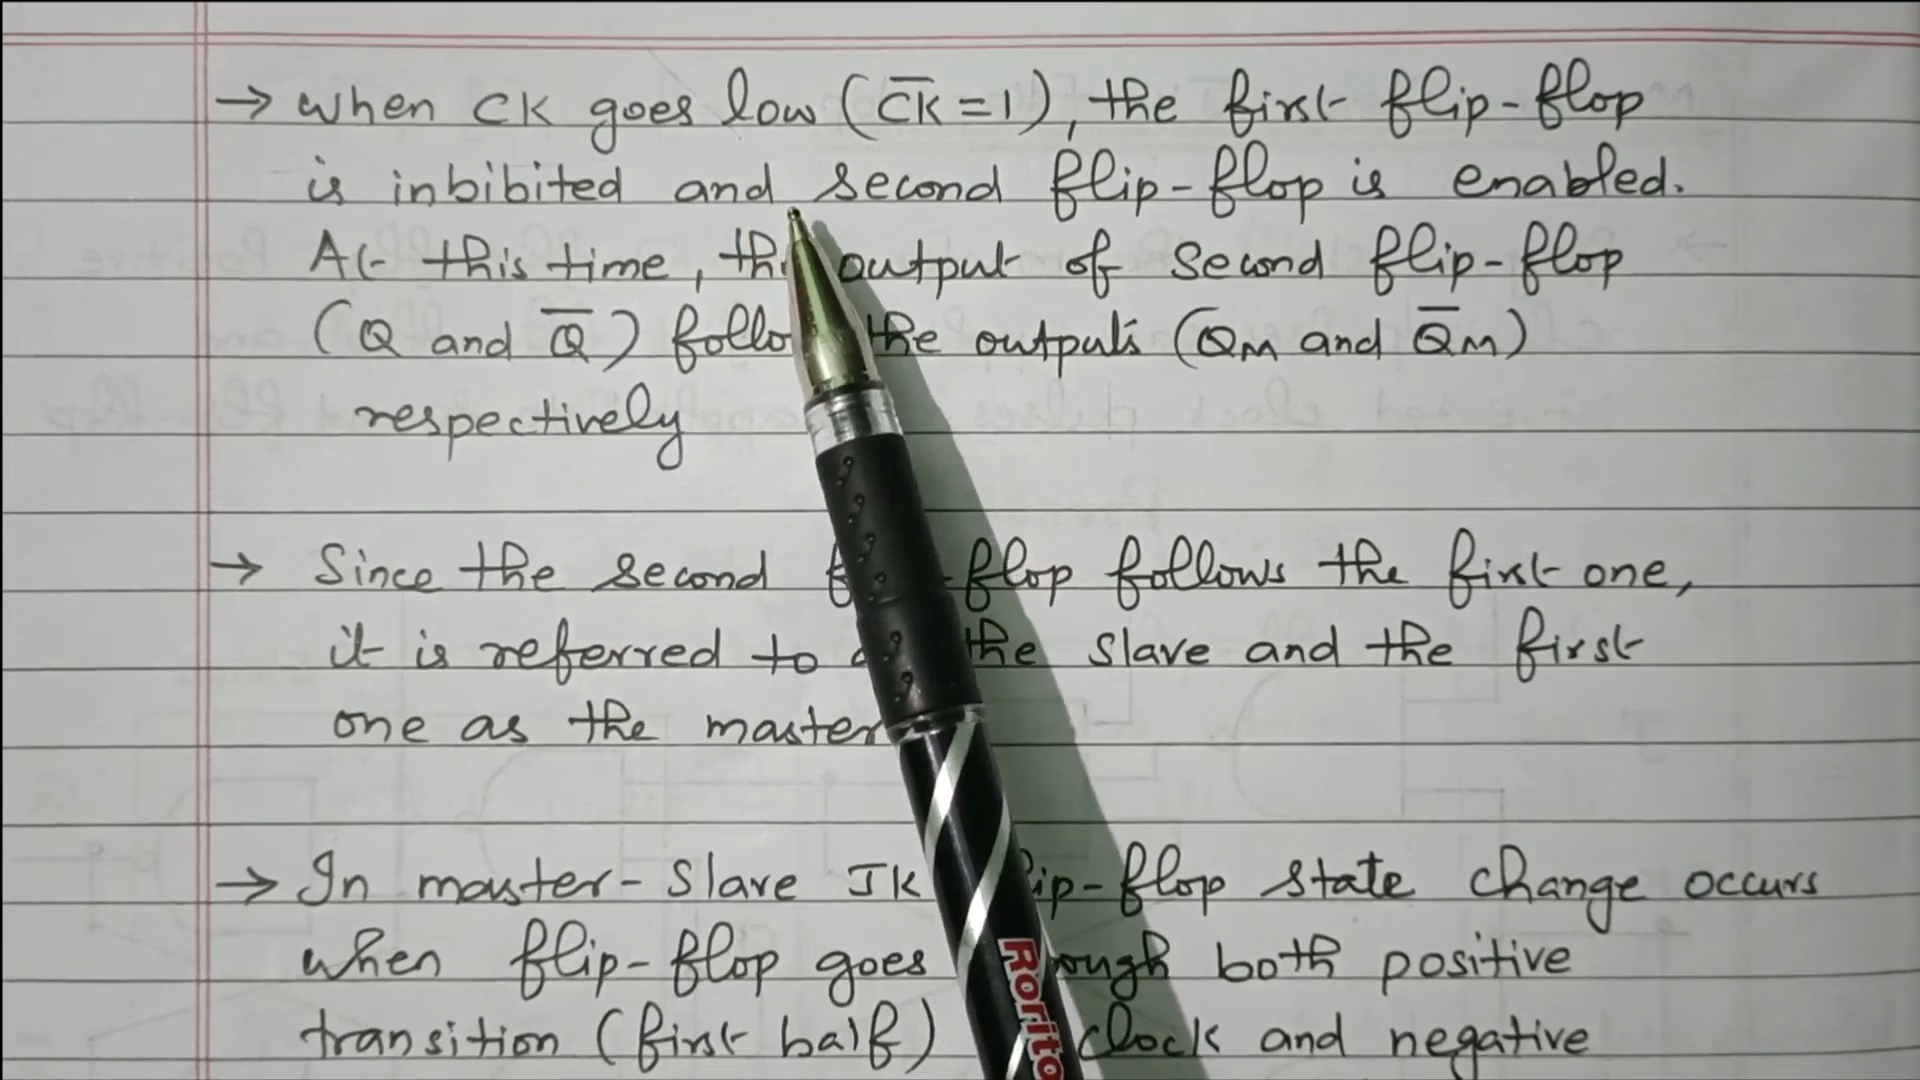 → when CK goes low (C̅K̅ = 1), the first flip-flop
is inbibited and second flip-flop is enabled.
At this time, the output of second flip-flop
(Q and Q̅) follo the outputs (QM and Q̅M)
respectively
→ Since the second flop follows the first one,
it is referred to the slave and the first
one as the master
→ In master-slave JK flip-flop state change occurs
when flip-flop goes through both positive
transition (first half) clock and negative
Rorito